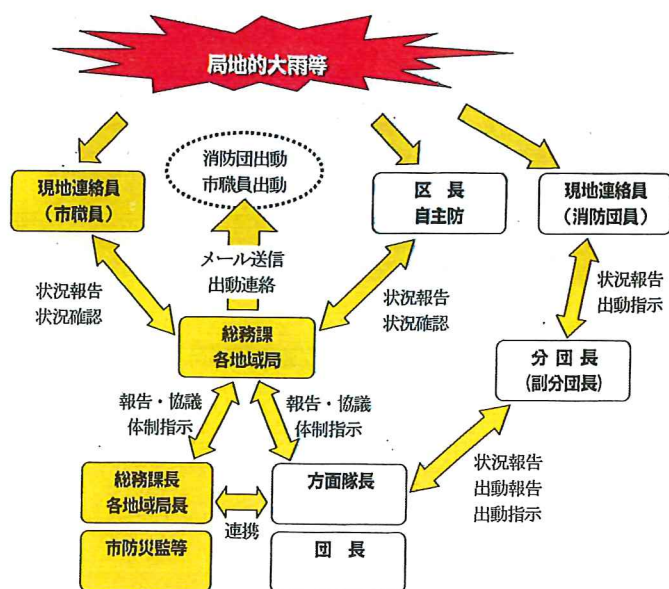 局地的大雨等
消防団出動
市職員出動
現地連絡員
(市職員)
区長
自主防
現地連絡員
(消防団員)
メール送信
出動連絡
状況報告
状況確認
状況報告
状況確認
状況報告
出動指示
総務課
各地域局
分団長
(副分団長)
報告・協議
体制指示
報告・協議
体制指示
総務課長
各地域局長
連携
方面隊長
状況報告
出動報告
出動指示
市防災監等
団長